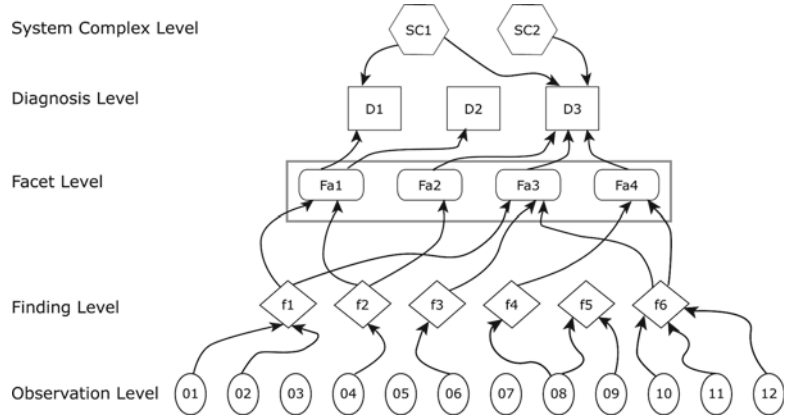 System Complex Level SC1 SC2
Diagnosis Level D1 D2 D3
Facet Level Fa1 Fa2 Fa3 Fa4
Finding Level f1 f2 f3 f4 f5 f6
Observation Level 01 02 03 04 05 06 07 08 09 10 11 12